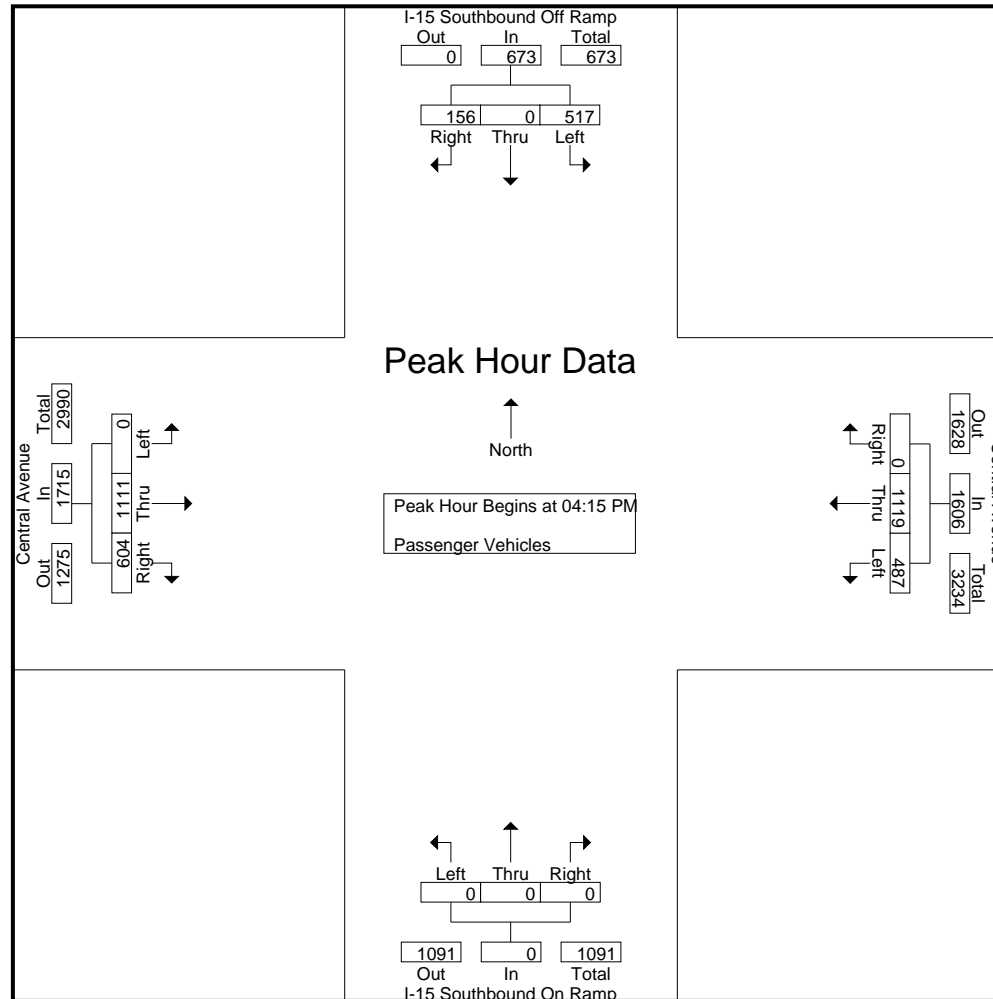 I-15 Southbound Off Ramp
Out In Total
0 673 673
156 0 517
Right Thru Left
Peak Hour Data
North
Peak Hour Begins at 04:15 PM
Passenger Vehicles
Central Avenue
Total In Out
2990 1715 1275
0 1111 604
Left Thru Right
Out In Total
1628 1606 3234
0 1119 487
Right Thru Left
Left Thru Right
0 0 0
1091 0 1091
Out In Total
I-15 Southbound On Ramp